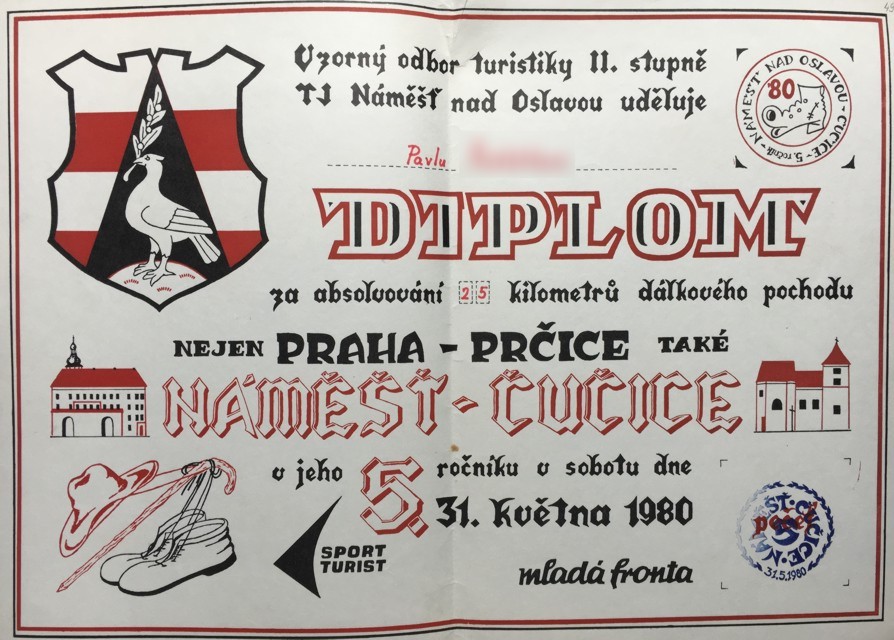 Vzorný odbor turistiky II. stupně
TJ Náměšť nad Oslavou uděluje
Pavlu
DIPLOM
za absolvování 25 kilometrů dálkového pochodu
NEJEN PRAHA - PRČICE TAKÉ
NÁMĚŠŤ - ČUČICE
v jeho 5. ročníku v sobotu dne
31. května 1980
SPORT
TURIST
mladá fronta
NÁMĚŠŤ NAD OSLAVOU - ČUČICE - 5. ročník
'80
NÁMĚŠŤ-ČUČICE
31.5.1980